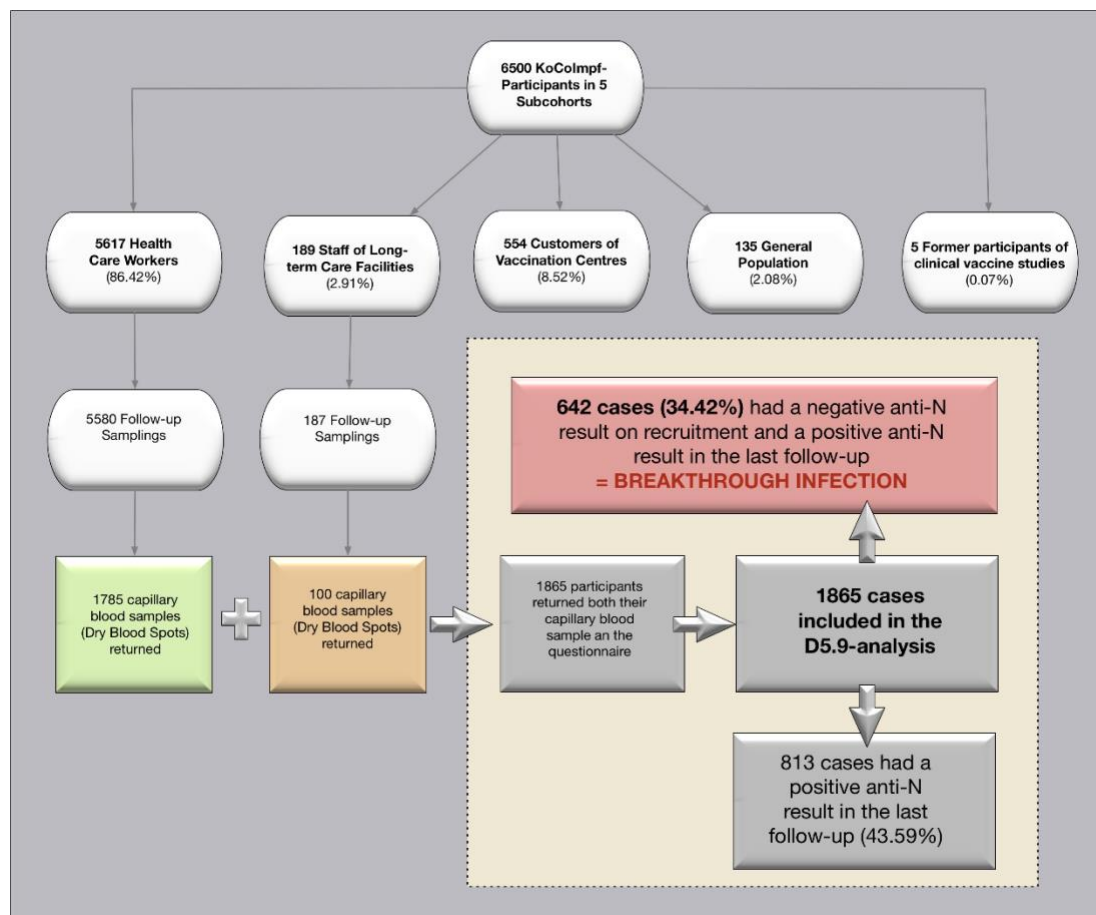 6500 KoCoImpf-
Participants in 5
Subcohorts
5617 Health
Care Workers
(86.42%)
189 Staff of Long-
term Care Facilities
(2.91%)
554 Customers of
Vaccination Centres
(8.52%)
135 General
Population
(2.08%)
5 Former participants of
clinical vaccine studies
(0.07%)
5580 Follow-up
Samplings
187 Follow-up
Samplings
642 cases (34.42%) had a negative anti-N
result on recruitment and a positive anti-N
result in the last follow-up
= BREAKTHROUGH INFECTION
1785 capillary
blood samples
(Dry Blood Spots)
returned
100 capillary
blood samples
(Dry Blood Spots)
returned
1865 participants
returned both their
capillary blood
sample an the
questionnaire
1865 cases
included in the
D5.9-analysis
813 cases had a
positive anti-N
result in the last
follow-up (43.59%)